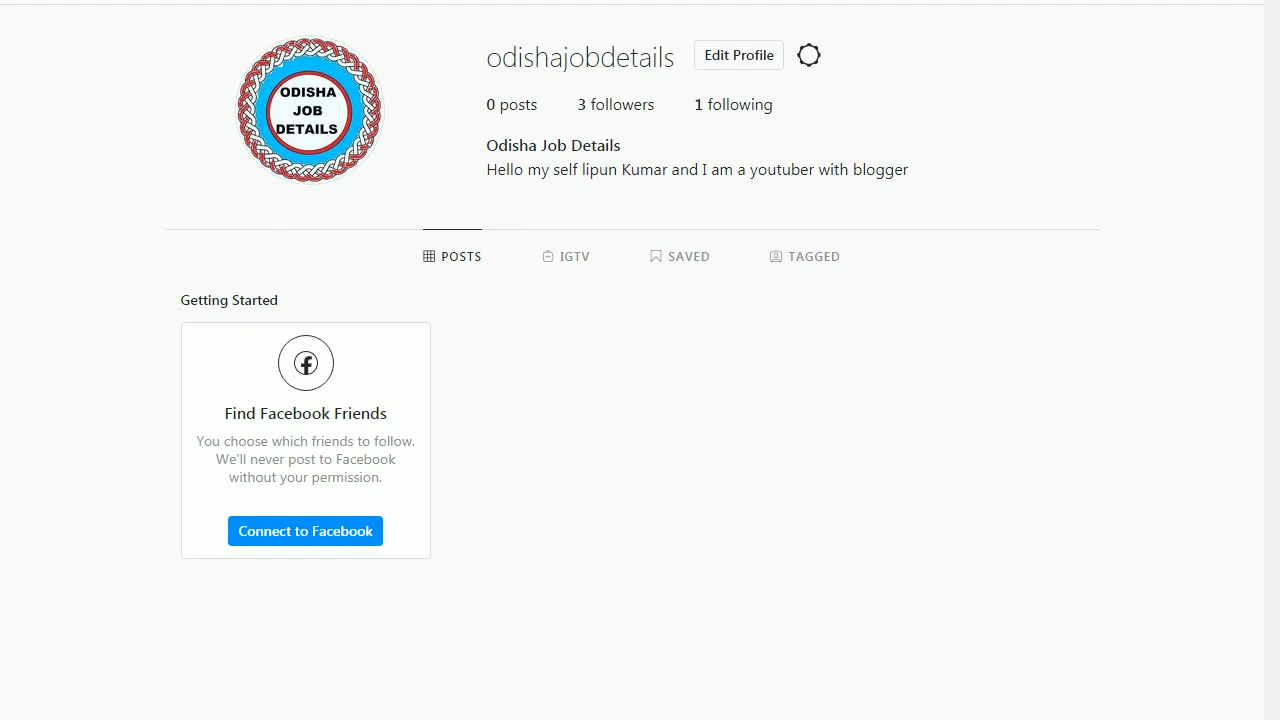 ODISHA
JOB
DETAILS
odishajobdetails Edit Profile
0 posts 3 followers 1 following
Odisha Job Details
Hello my self lipun Kumar and I am a youtuber with blogger
POSTS IGTV SAVED TAGGED
Getting Started
Find Facebook Friends
You choose which friends to follow.
We'll never post to Facebook
without your permission.
Connect to Facebook